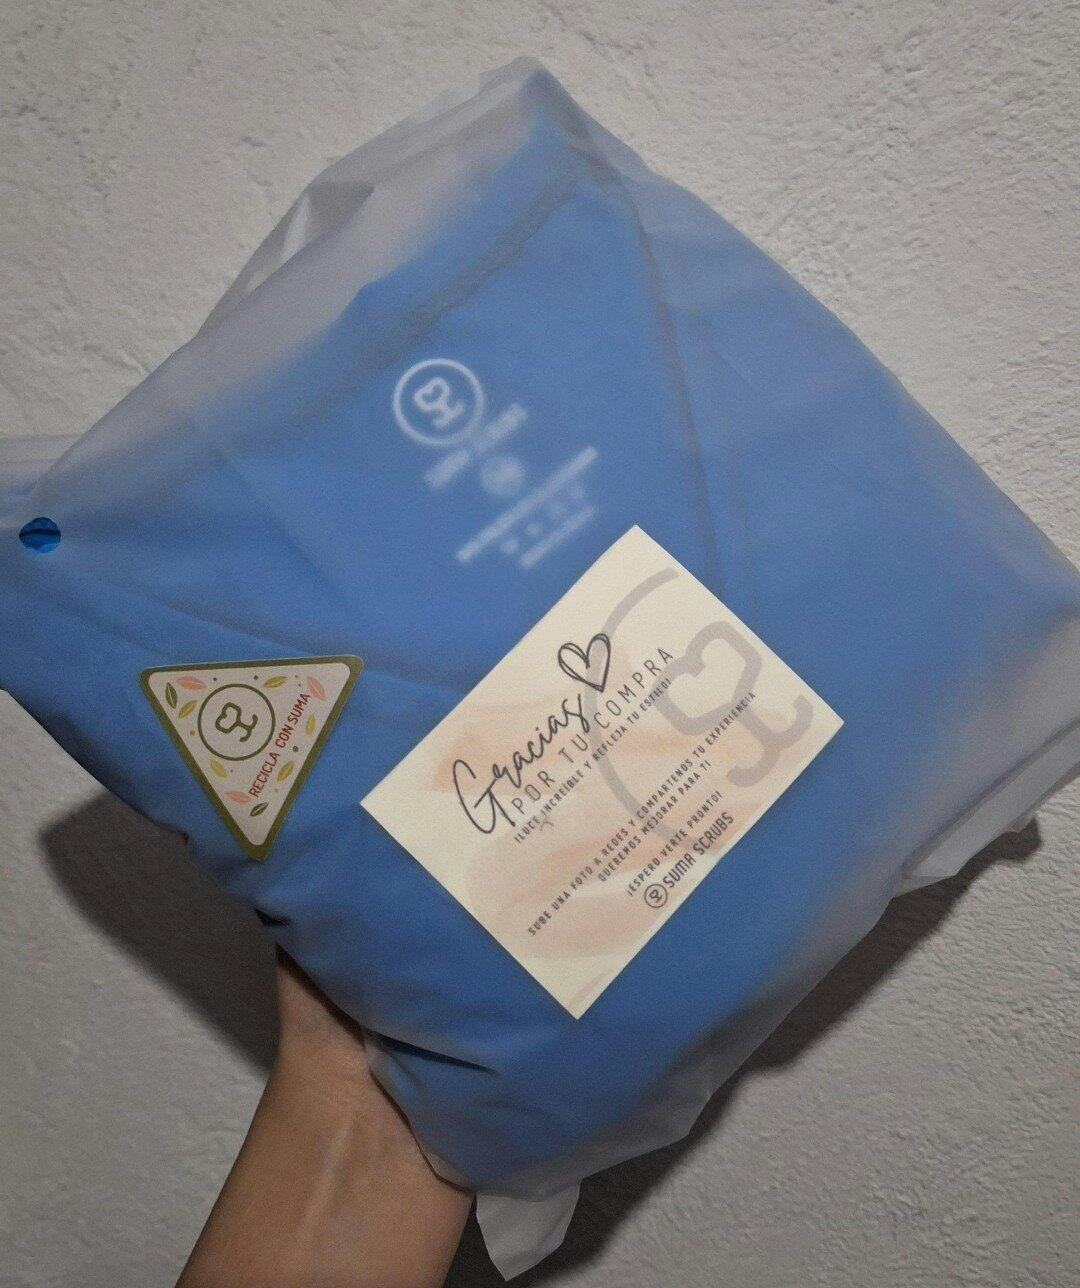 RECICLA CON SUMA
Gracias
POR TU COMPRA
¡LUCE INCREÍBLE Y REFLEJA TU ESTILO!
SUBE UNA FOTO A REDES Y COMPARTENOS TU EXPERIENCIA
QUEREMOS MEJORAR PARA TI
¡ESPERO VERTE PRONTO!
SUMA SCRUBS